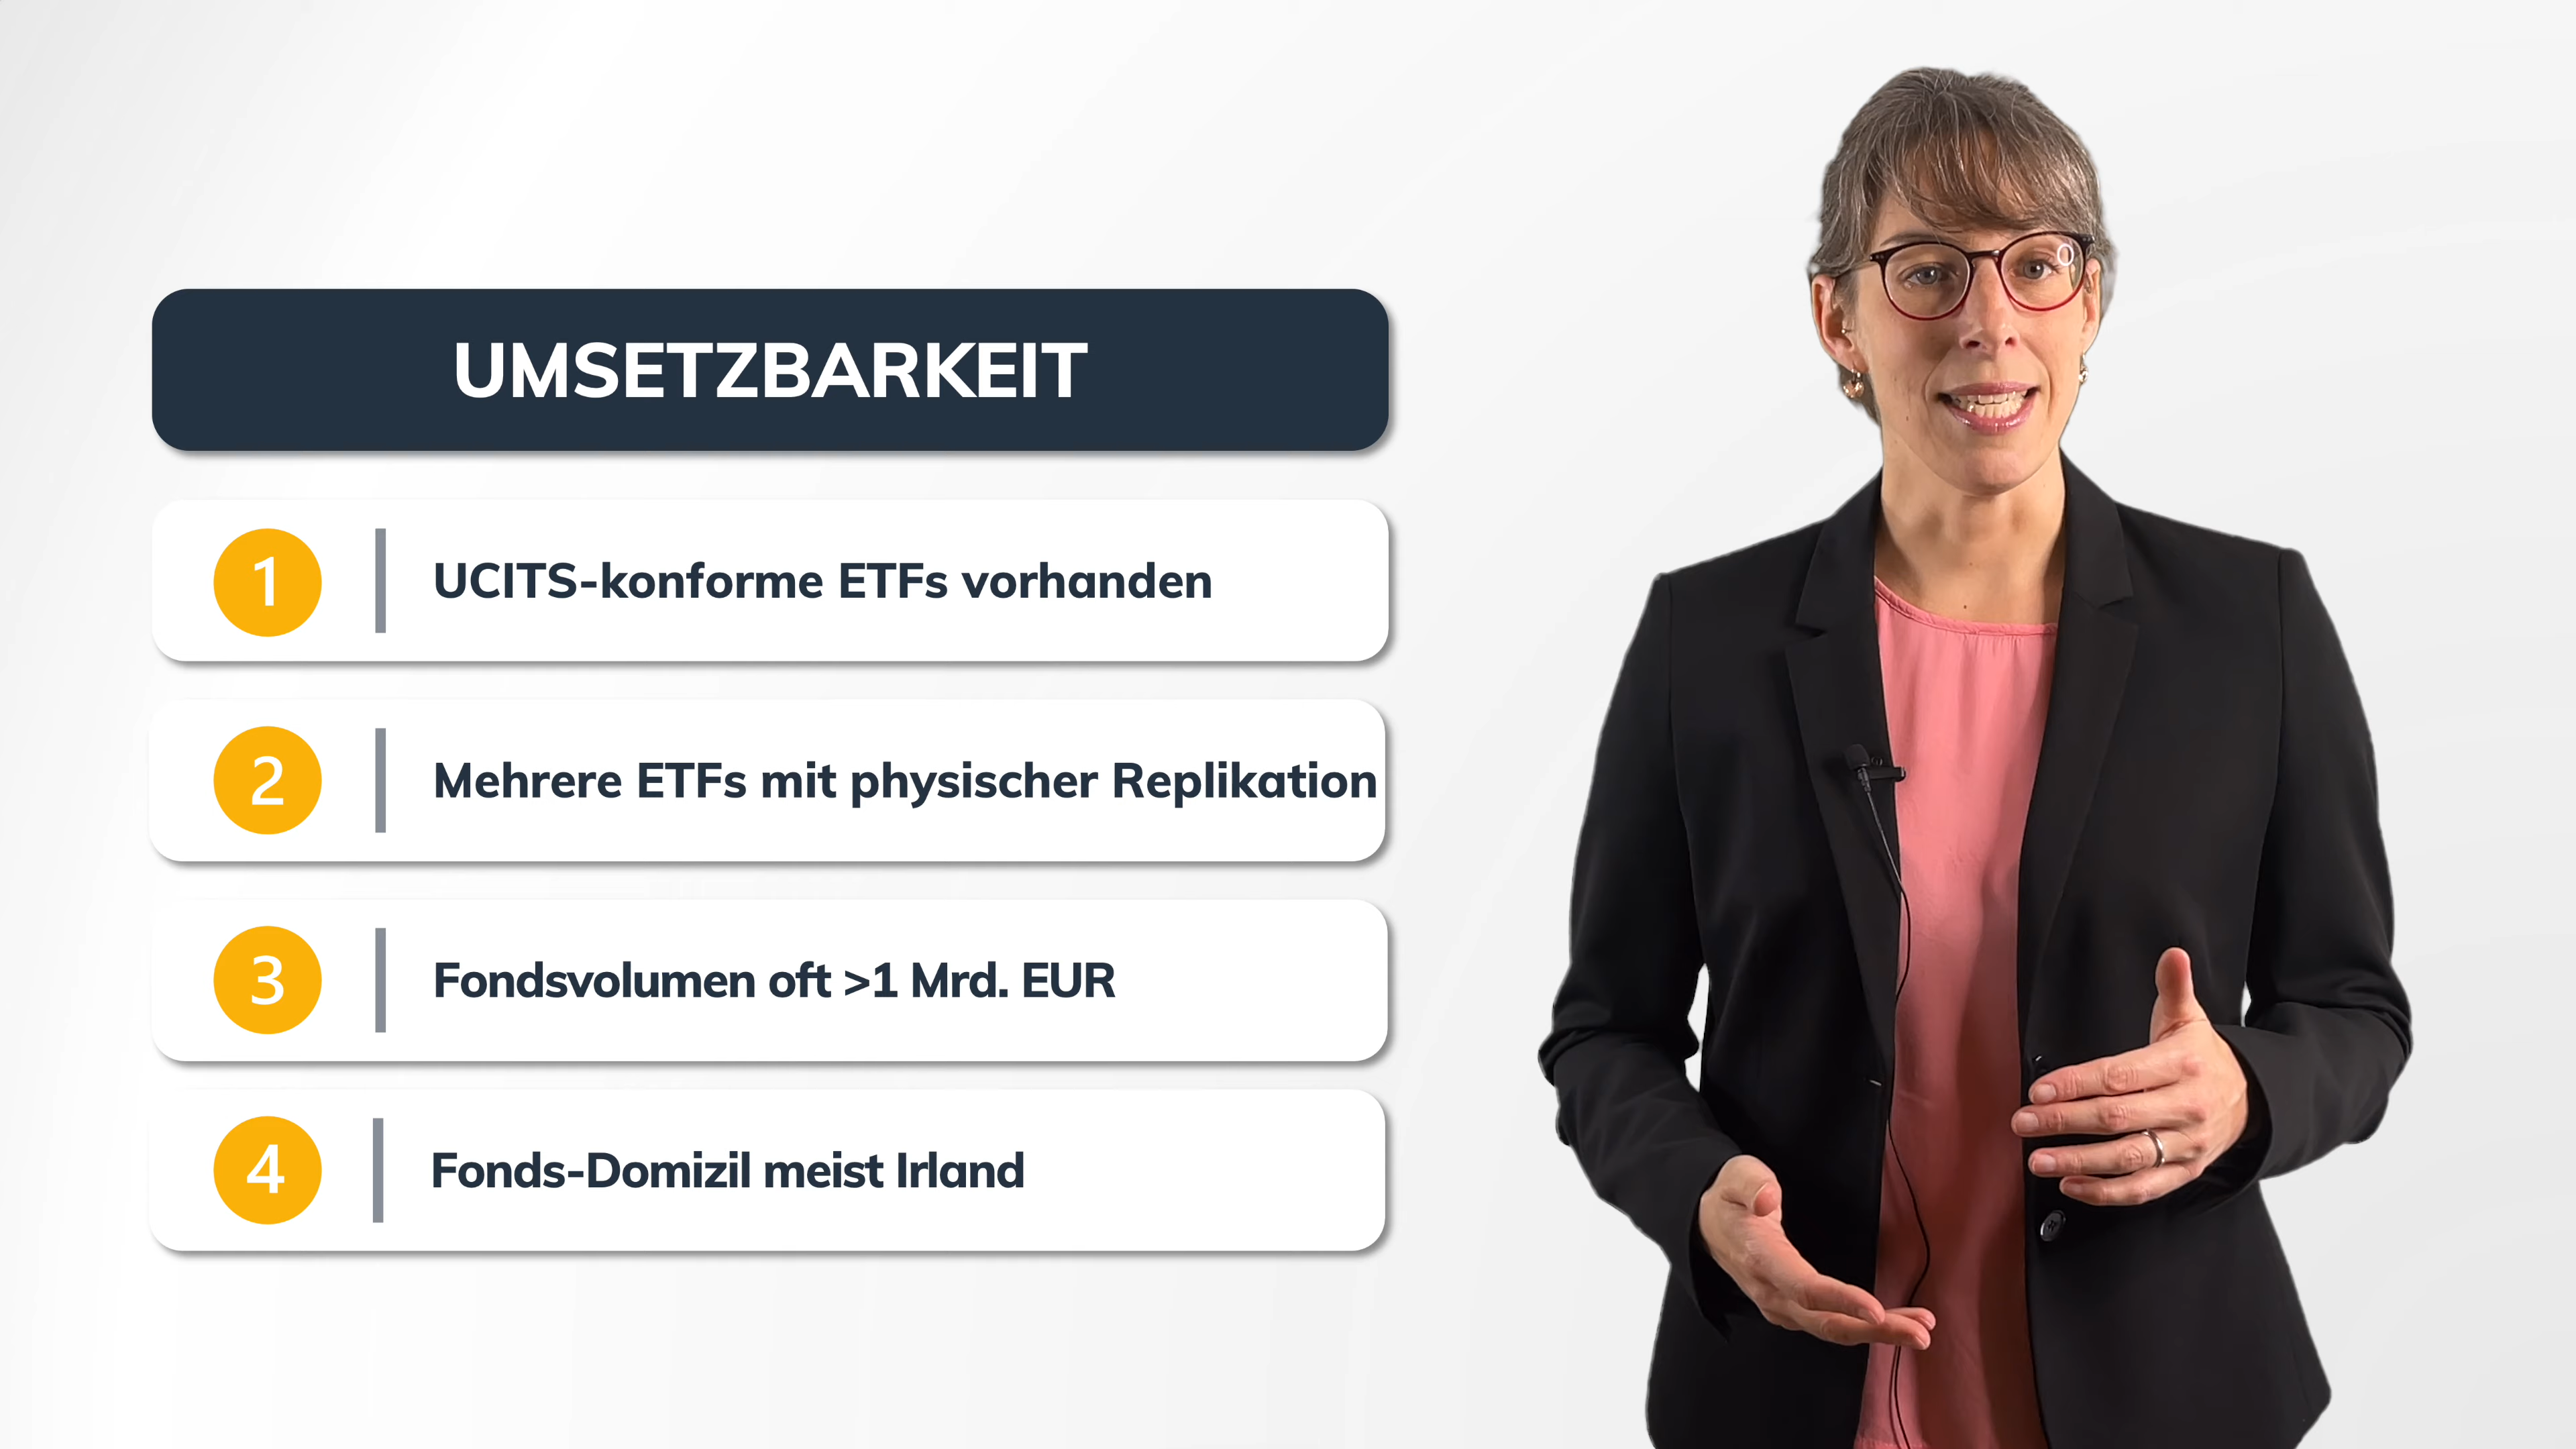 UMSETZBARKEIT
1 UCITS-konforme ETFs vorhanden
2 Mehrere ETFs mit physischer Replikation
3 Fondsvolumen oft >1 Mrd. EUR
4 Fonds-Domizil meist Irland